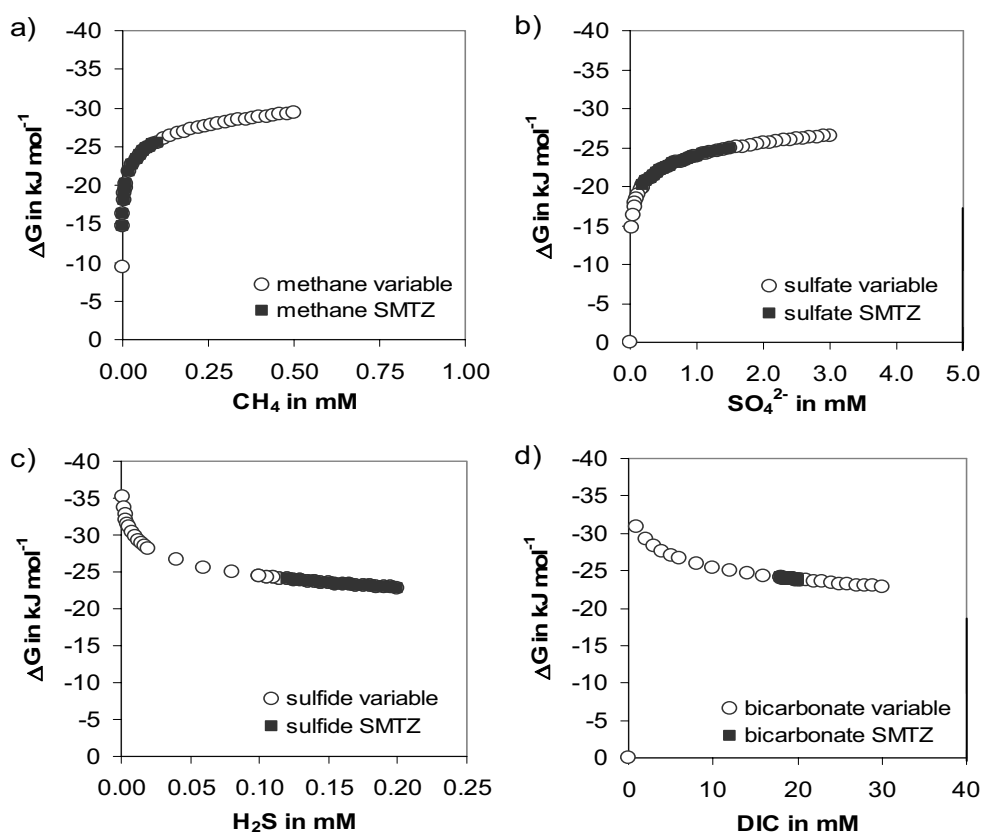 a)
ΔG in kJ mol⁻¹
-40
-35
-30
-25
-20
-15
-10
-5
0
methane variable
methane SMTZ
0.00 0.25 0.50 0.75 1.00
CH₄ in mM
b)
ΔG in kJ mol⁻¹
-40
-30
-20
-10
0
sulfate variable
sulfate SMTZ
0.0 1.0 2.0 3.0 4.0 5.0
SO₄²⁻ in mM
c)
ΔG in kJ mol⁻¹
-40
-35
-30
-25
-20
-15
-10
-5
0
sulfide variable
sulfide SMTZ
0.00 0.05 0.10 0.15 0.20 0.25
H₂S in mM
d)
ΔG in kJ mol⁻¹
-40
-35
-30
-25
-20
-15
-10
-5
0
bicarbonate variable
bicarbonate SMTZ
0 10 20 30 40
DIC in mM